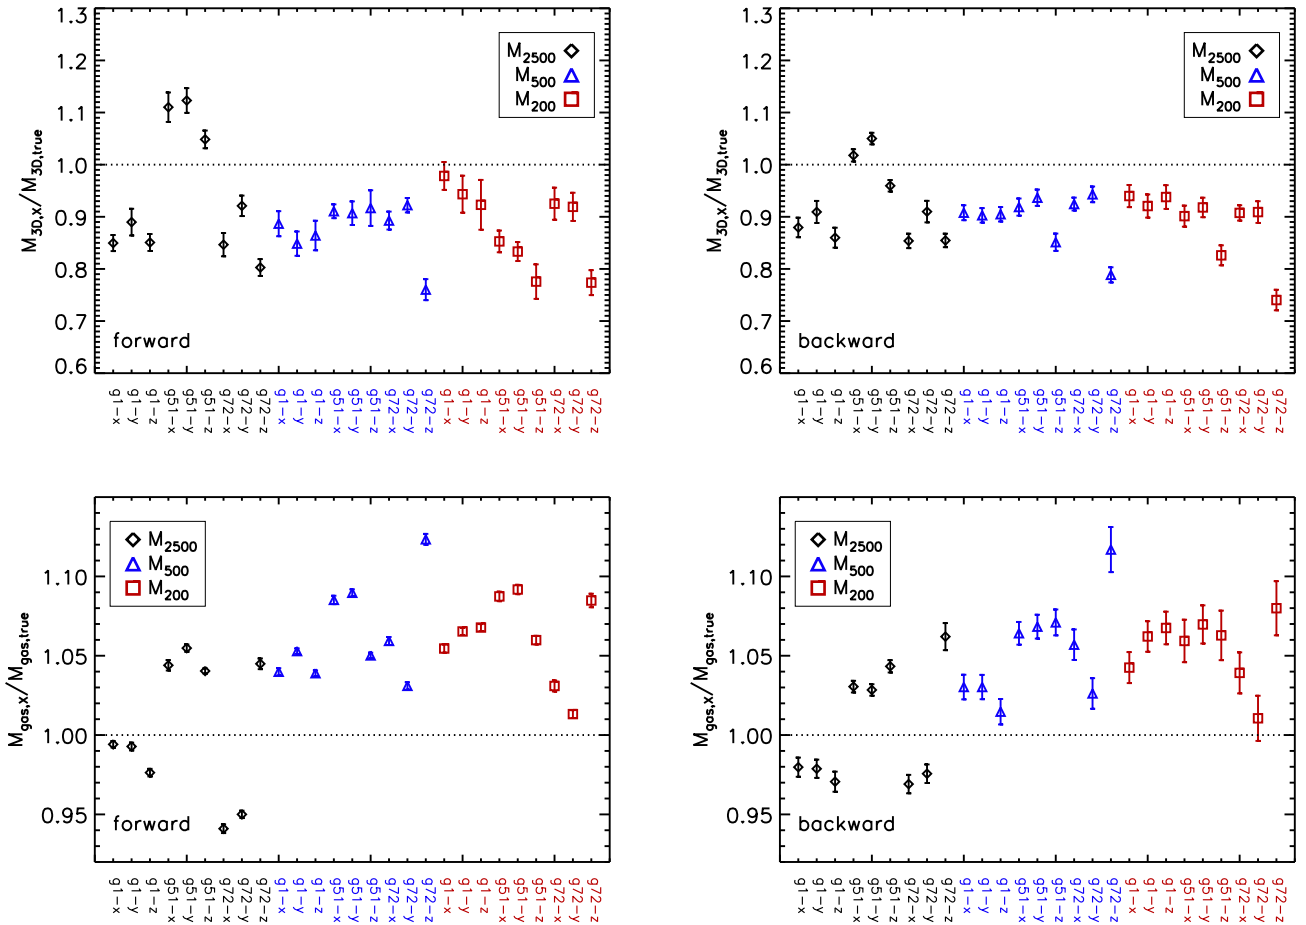 1.3
1.2
1.1
1.0
0.9
0.8
0.7
0.6
M3D,X/M3D,true
M2500
M500
M200
forward
g1-x
g1-y
g1-z
g51-x
g51-y
g51-z
g72-x
g72-y
g72-z
g1-x
g1-y
g1-z
g51-x
g51-y
g51-z
g72-x
g72-y
g72-z
g1-x
g1-y
g1-z
g51-x
g51-y
g51-z
g72-x
g72-y
g72-z
1.3
1.2
1.1
1.0
0.9
0.8
0.7
0.6
M3D,X/M3D,true
M2500
M500
M200
backward
g1-x
g1-y
g1-z
g51-x
g51-y
g51-z
g72-x
g72-y
g72-z
g1-x
g1-y
g1-z
g51-x
g51-y
g51-z
g72-x
g72-y
g72-z
g1-x
g1-y
g1-z
g51-x
g51-y
g51-z
g72-x
g72-y
g72-z
1.10
1.05
1.00
0.95
Mgas,X/Mgas,true
M2500
M500
M200
forward
g1-x
g1-y
g1-z
g51-x
g51-y
g51-z
g72-x
g72-y
g72-z
g1-x
g1-y
g1-z
g51-x
g51-y
g51-z
g72-x
g72-y
g72-z
g1-x
g1-y
g1-z
g51-x
g51-y
g51-z
g72-x
g72-y
g72-z
1.10
1.05
1.00
0.95
Mgas,X/Mgas,true
M2500
M500
M200
backward
g1-x
g1-y
g1-z
g51-x
g51-y
g51-z
g72-x
g72-y
g72-z
g1-x
g1-y
g1-z
g51-x
g51-y
g51-z
g72-x
g72-y
g72-z
g1-x
g1-y
g1-z
g51-x
g51-y
g51-z
g72-x
g72-y
g72-z